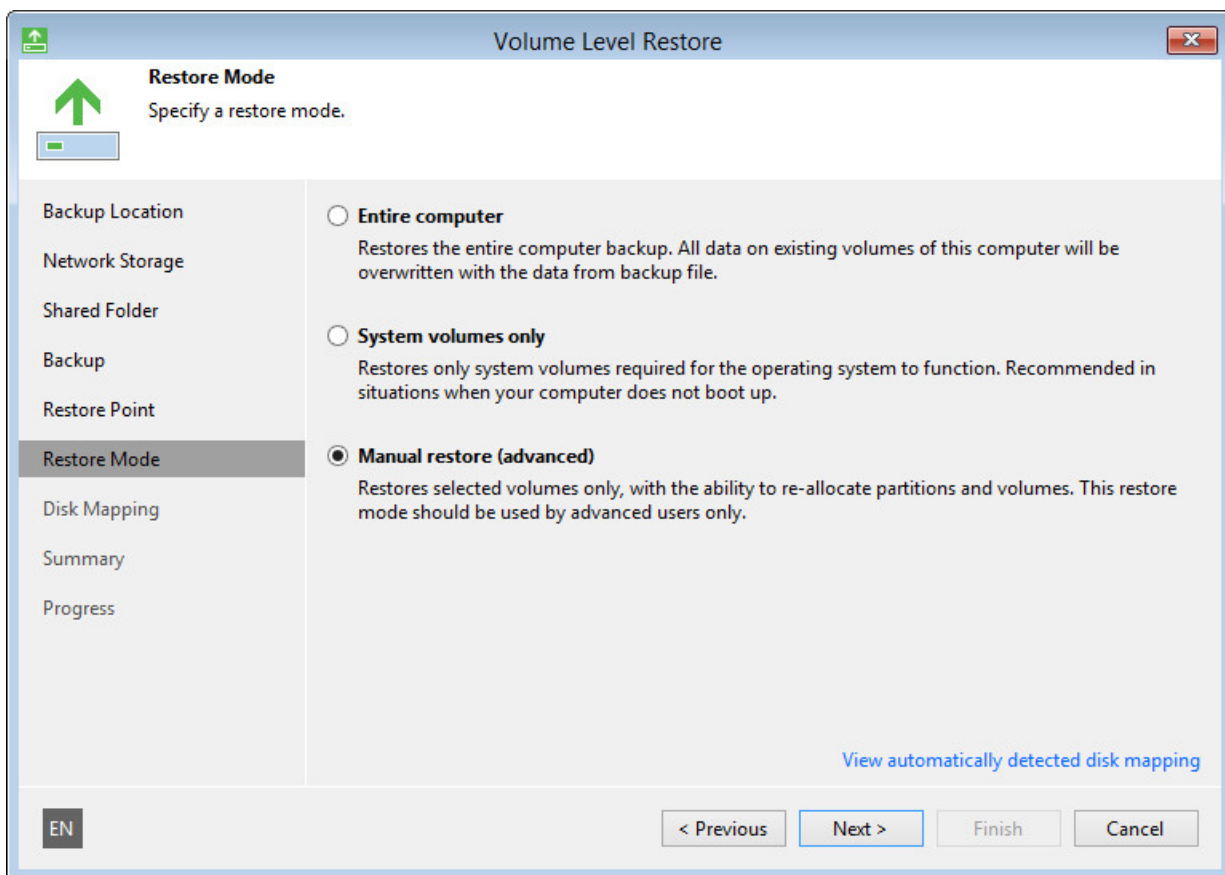 Volume Level Restore
Restore Mode
Specify a restore mode.
Backup Location
Network Storage
Shared Folder
Backup
Restore Point
Restore Mode
Disk Mapping
Summary
Progress
Entire computer
Restores the entire computer backup. All data on existing volumes of this computer will be
overwritten with the data from backup file.
System volumes only
Restores only system volumes required for the operating system to function. Recommended in
situations when your computer does not boot up.
Manual restore (advanced)
Restores selected volumes only, with the ability to re-allocate partitions and volumes. This restore
mode should be used by advanced users only.
View automatically detected disk mapping
EN
< Previous
Next >
Finish
Cancel